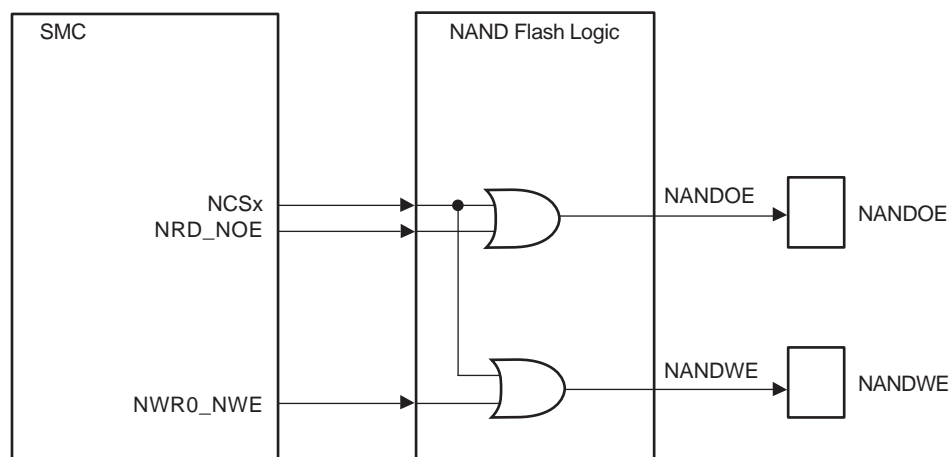 SMC
NAND Flash Logic
NCSx
NRD_NOE
NANDOE
NANDOE
NWR0_NWE
NANDWE
NANDWE